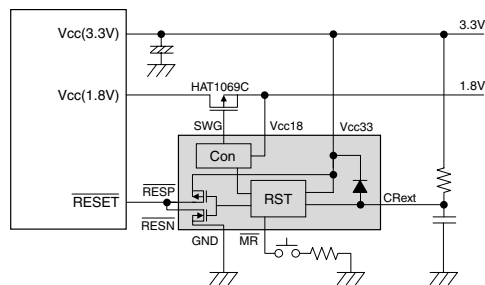 Vcc(3.3V)
3.3V
Vcc(1.8V)
HAT1069C
1.8V
SWG
Vcc18
Vcc33
Con
RESP
RESET
RST
CRext
RESN
GND
MR